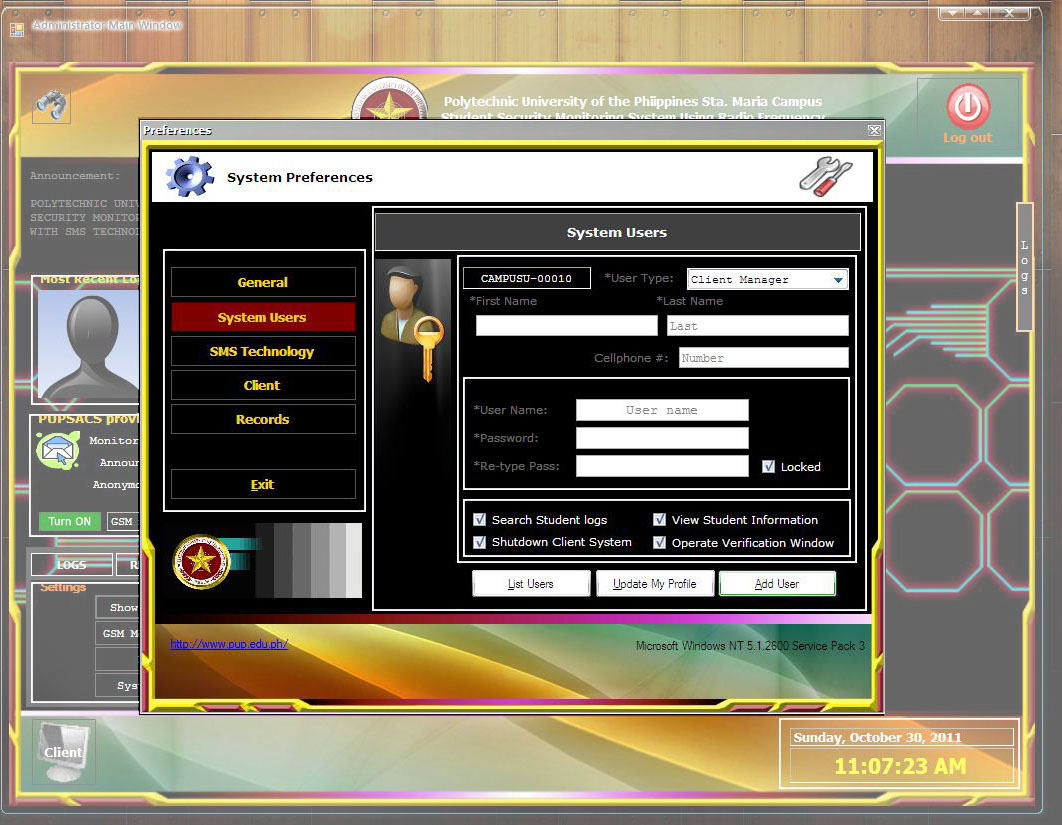 Administrator Main Window
Polytechnic University of the Phiippines Sta. Maria Campus
Student Security Monitoring System Using Radio Frequency
Log out
Preferences
System Preferences
Announcement:
POLYTECHNIC UNIV
SECURITY MONITOR
WITH SMS TECHNO
Logs
System Users
General
System Users
SMS Technology
Client
Records
Exit
CAMPUSU-00010
*User Type:
Client Manager
*First Name
*Last Name
Last
Cellphone #:
Number
*User Name:
User name
*Password:
*Re-type Pass:
Locked
Search Student logs
View Student Information
Shutdown Client System
Operate Verification Window
List Users
Update My Profile
Add User
http://www.pup.edu.ph/
Microsoft Windows NT 5.1.2600 Service Pack 3
Most Recent Lo
PUPSACS provi
Monitor
Annour
Anonym
Turn ON
GSM
LOGS
R
Settings
Show
GSM M
Sys
Client
Sunday, October 30, 2011
11:07:23 AM